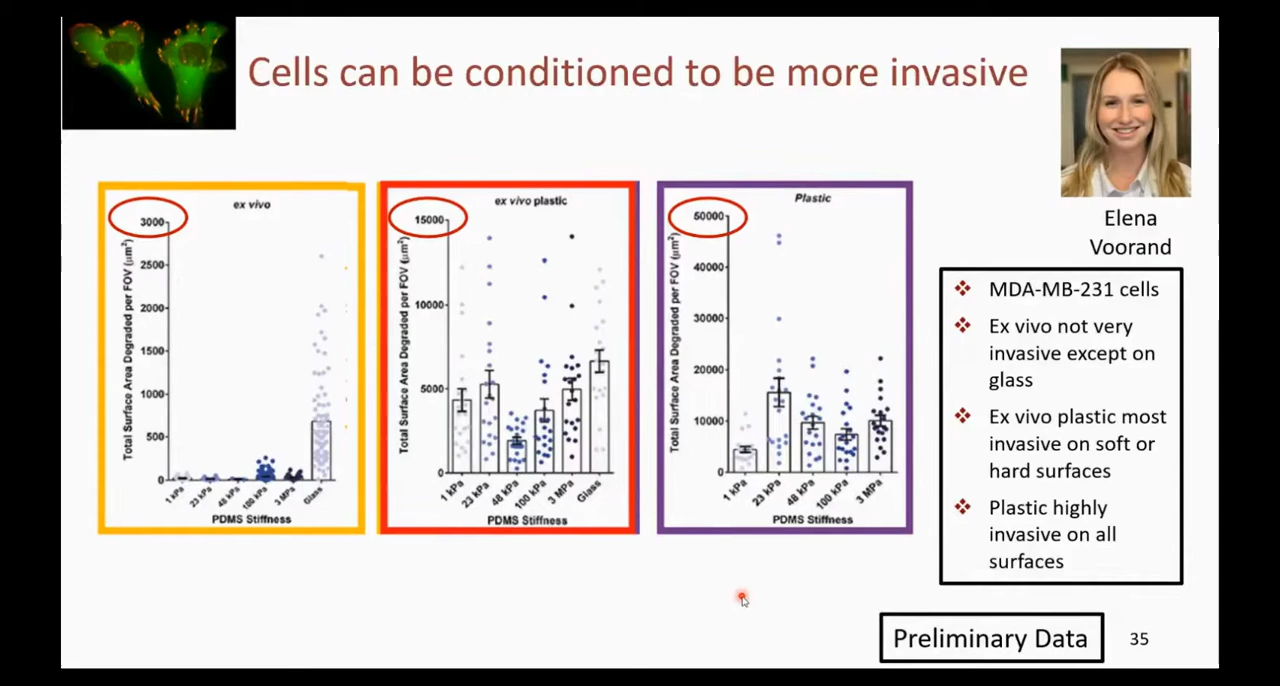 Cells can be conditioned to be more invasive
Elena
Voorand
ex vivo
Total Surface Area Degraded per FOV (µm²)
3000
2500
2000
1500
1000
500
0
1 kPa
23 kPa
48 kPa
100 kPa
3 MPa
Glass
PDMS Stiffness
ex vivo plastic
Total Surface Area Degraded per FOV (µm²)
15000
10000
5000
0
1 kPa
23 kPa
48 kPa
100 kPa
3 MPa
Glass
PDMS Stiffness
Plastic
Total Surface Area Degraded per FOV (µm²)
50000
40000
30000
20000
10000
0
1 kPa
23 kPa
48 kPa
100 kPa
3 MPa
PDMS Stiffness
❖ MDA-MB-231 cells
❖ Ex vivo not very
invasive except on
glass
❖ Ex vivo plastic most
invasive on soft or
hard surfaces
❖ Plastic highly
invasive on all
surfaces
Preliminary Data
35